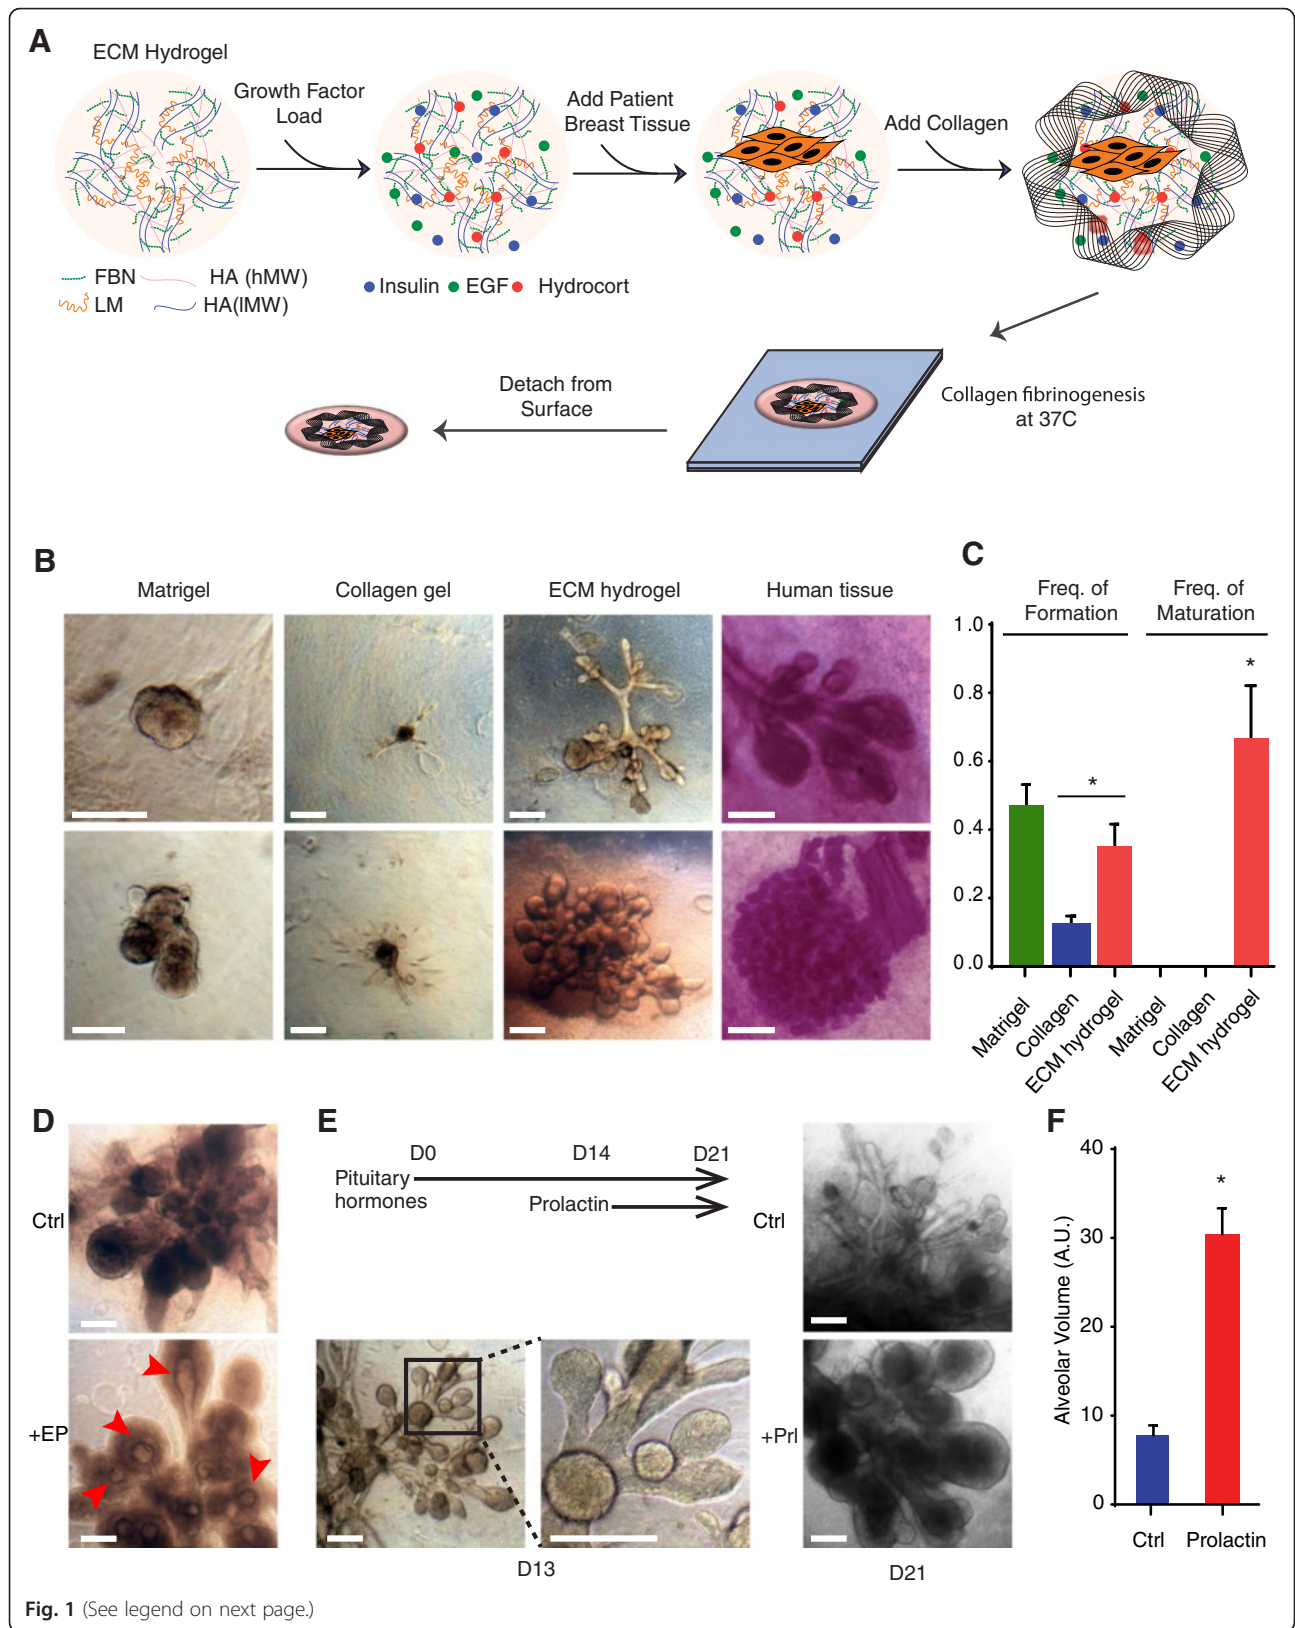 A
ECM Hydrogel
Growth Factor
Load
Add Patient
Breast Tissue
Add Collagen
FBN
HA (hMW)
LM
HA(lMW)
Insulin
EGF
Hydrocort
Collagen fibrinogenesis
at 37C
Detach from
Surface
B
Matrigel
Collagen gel
ECM hydrogel
Human tissue
C
Freq. of
Formation
Freq. of
Maturation
1.0
0.8
0.6
0.4
0.2
0.0
*
*
Matrigel
Collagen
ECM hydrogel
Matrigel
Collagen
ECM hydrogel
D
Ctrl
+EP
E
D0
D14
D21
Pituitary
hormones
Prolactin
Ctrl
+Prl
D13
D21
F
Alveolar Volume (A.U.)
40
30
20
10
0
*
Ctrl
Prolactin
Fig. 1 (See legend on next page.)